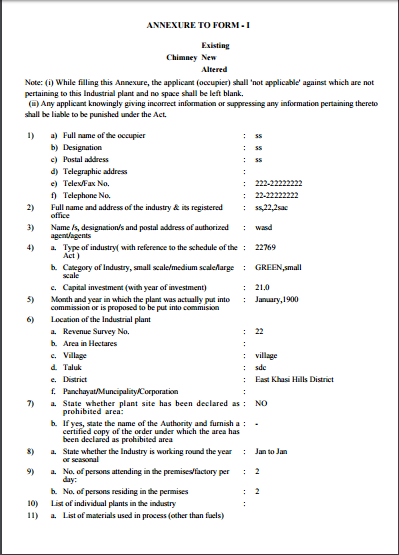 ANNEXURE TO FORM - I
Existing
Chimney New
Altered
Note: (i) While filling this Annexure, the applicant (occupier) shall 'not applicable' against which are not
pertaining to this Industrial plant and no space shall be left blank.
(ii) Any applicant knowingly giving incorrect information or suppressing any information pertaining thereto
shall be liable to be punished under the Act.
1) a) Full name of the occupier : ss
b) Designation : ss
c) Postal address : ss
d) Telegraphic address :
e) Telex/Fax No. : 222-22222222
f) Telephone No. : 22-22222222
2) Full name and address of the industry & its registered : ss,22,2sac
office
3) Name /s, designation/s and postal address of authorized : wasd
agent/agents
4) a. Type of industry( with reference to the schedule of the : 22769
Act )
b. Category of Industry, small scale/medium scale/large : GREEN,small
scale
c. Capital investment (with year of investment) : 21.0
5) Month and year in which the plant was actually put into : January,1900
commission or is proposed to be put into commision
6) Location of the Industrial plant
a. Revenue Survey No. : 22
b. Area in Hectares :
c. Village : village
d. Taluk : sdc
e. District : East Khasi Hills District
f. Panchayat/Muncipality/Corporation :
7) a. State whether plant site has been declared as : NO
prohibited area:
b. If yes, state the name of the Authority and furnish a : -
certified copy of the order under which the area has
been declared as prohibited area
8) a. State whether the Industry is working round the year : Jan to Jan
or seasonal
9) a. No. of persons attending in the premises/factory per : 2
day:
b. No. of persons residing in the permises : 2
10) List of individual plants in the industry :
11) a. List of materials used in process (other than fuels)